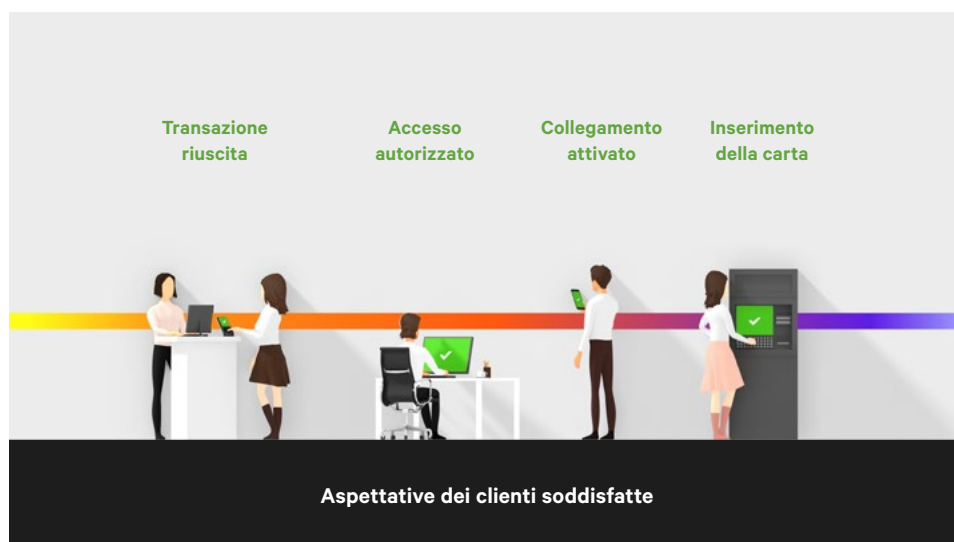 Transazione
riuscita
Accesso
autorizzato
Collegamento
attivato
Inserimento
della carta
Aspettative dei clienti soddisfatte